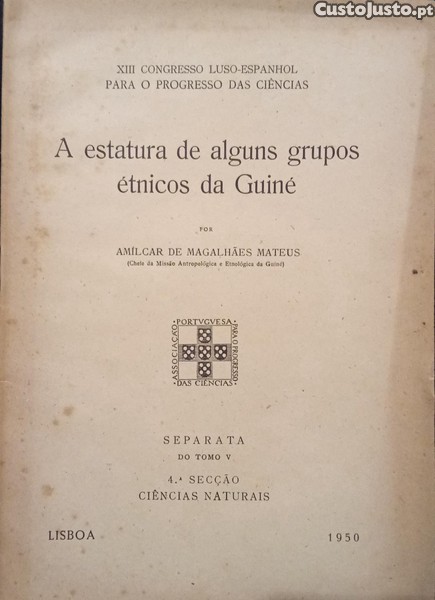 CustoJusto.pt
XIII CONGRESSO LUSO-ESPANHOL
PARA O PROGRESSO DAS CIÊNCIAS
A estatura de alguns grupos
étnicos da Guiné
POR
AMÍLCAR DE MAGALHÃES MATEUS
(Chefe da Missão Antropológica e Etnológica da Guiné)
ASSOCIAÇÃO
PORTVGVESA
PARA O PROGRESSO
DAS CIÊNCIAS
SEPARATA
DO TOMO V
4.ª SECÇÃO
CIÊNCIAS NATURAIS
LISBOA 1950